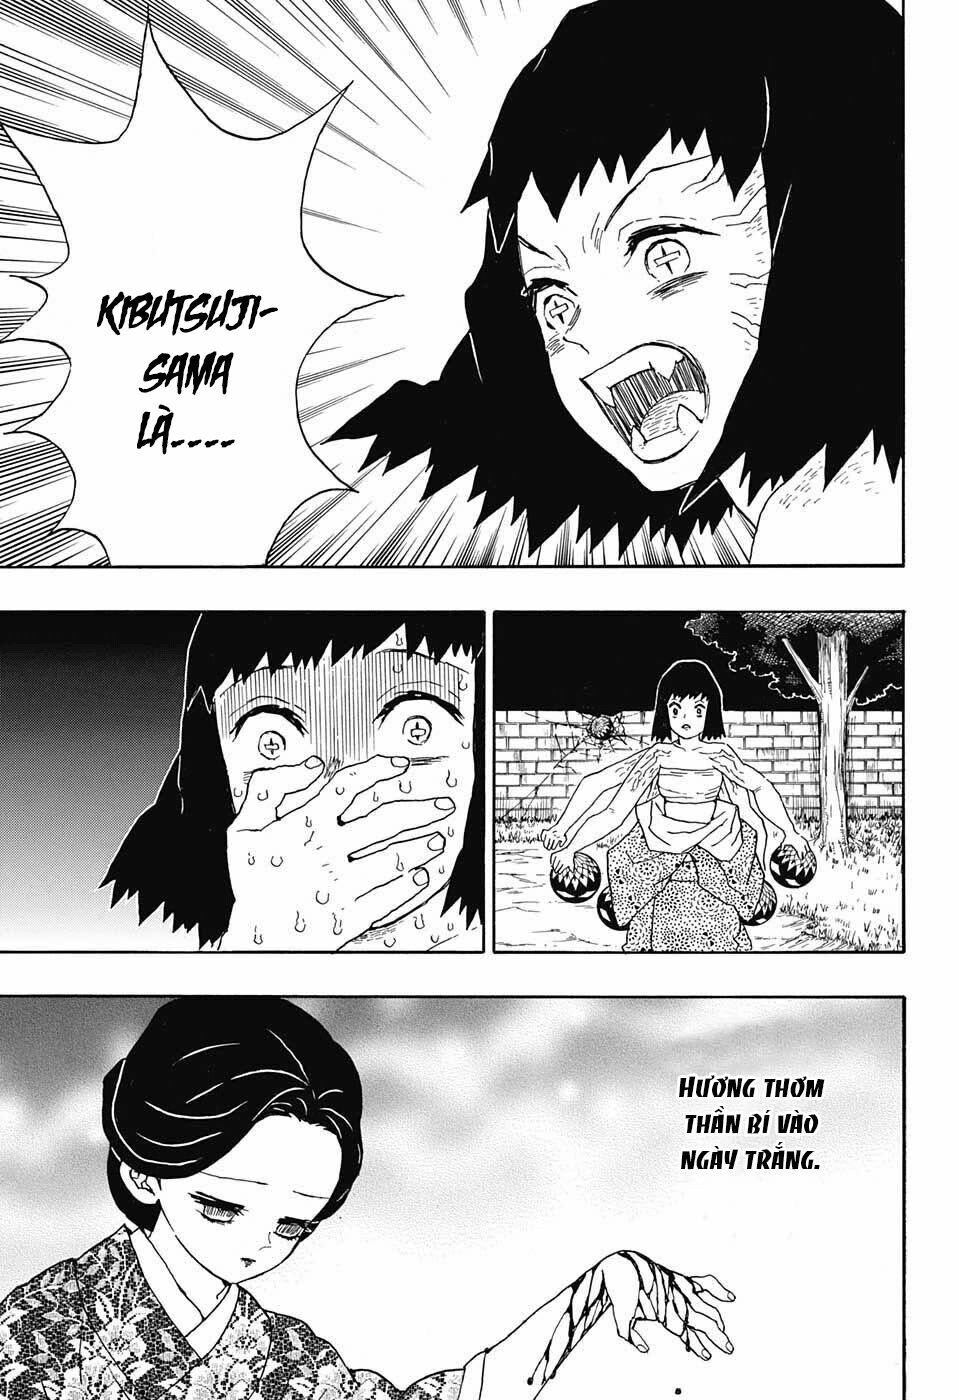 KIBUTSUJI-
SAMA
LÀ....
HƯƠNG THƠM
THẦN BÍ VÀO
NGÀY TRẮNG.